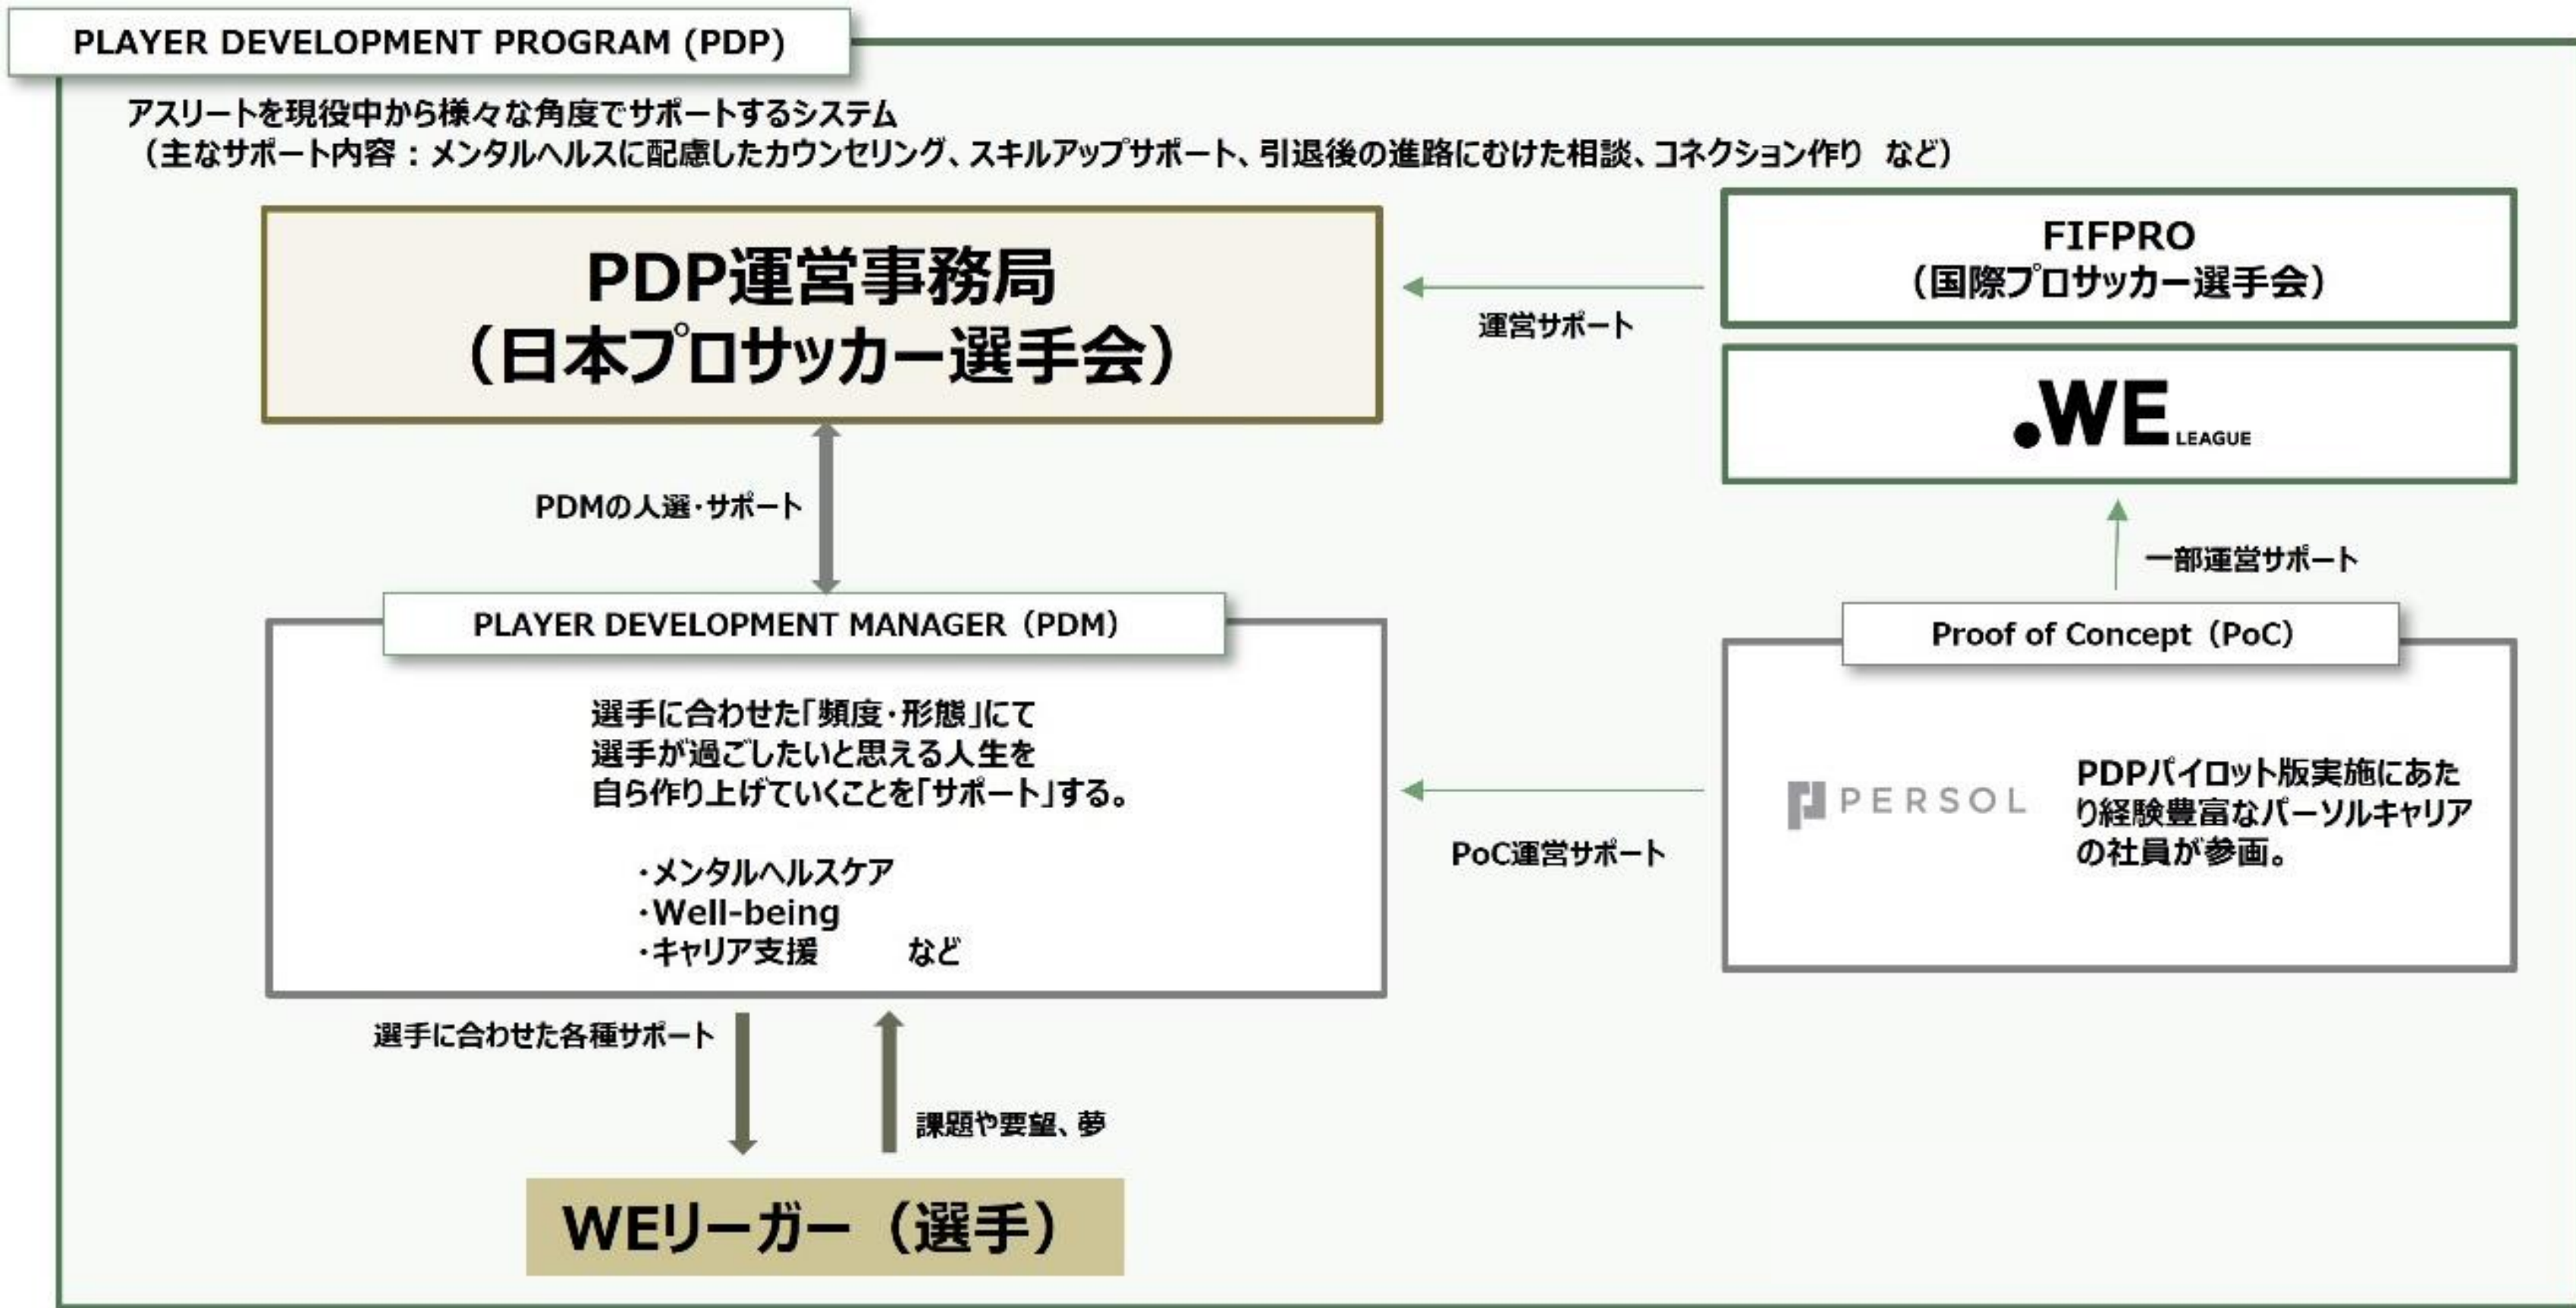 PLAYER DEVELOPMENT PROGRAM (PDP)
アスリートを現役中から様々な角度でサポートするシステム
（主なサポート内容：メンタルヘルスに配慮したカウンセリング、スキルアップサポート、引退後の進路にむけた相談、コネクション作り など）
PDP運営事務局
（日本プロサッカー選手会）
運営サポート
FIFPRO
（国際プロサッカー選手会）
.WE LEAGUE
PDMの人選・サポート
一部運営サポート
PLAYER DEVELOPMENT MANAGER（PDM）
選手に合わせた「頻度・形態」にて
選手が過ごしたいと思える人生を
自ら作り上げていくことを「サポート」する。
・メンタルヘルスケア
・Well-being
・キャリア支援 など
PoC運営サポート
Proof of Concept（PoC）
PERSOL
PDPパイロット版実施にあた
り経験豊富なパーソルキャリア
の社員が参画。
選手に合わせた各種サポート
課題や要望、夢
WEリーガー（選手）